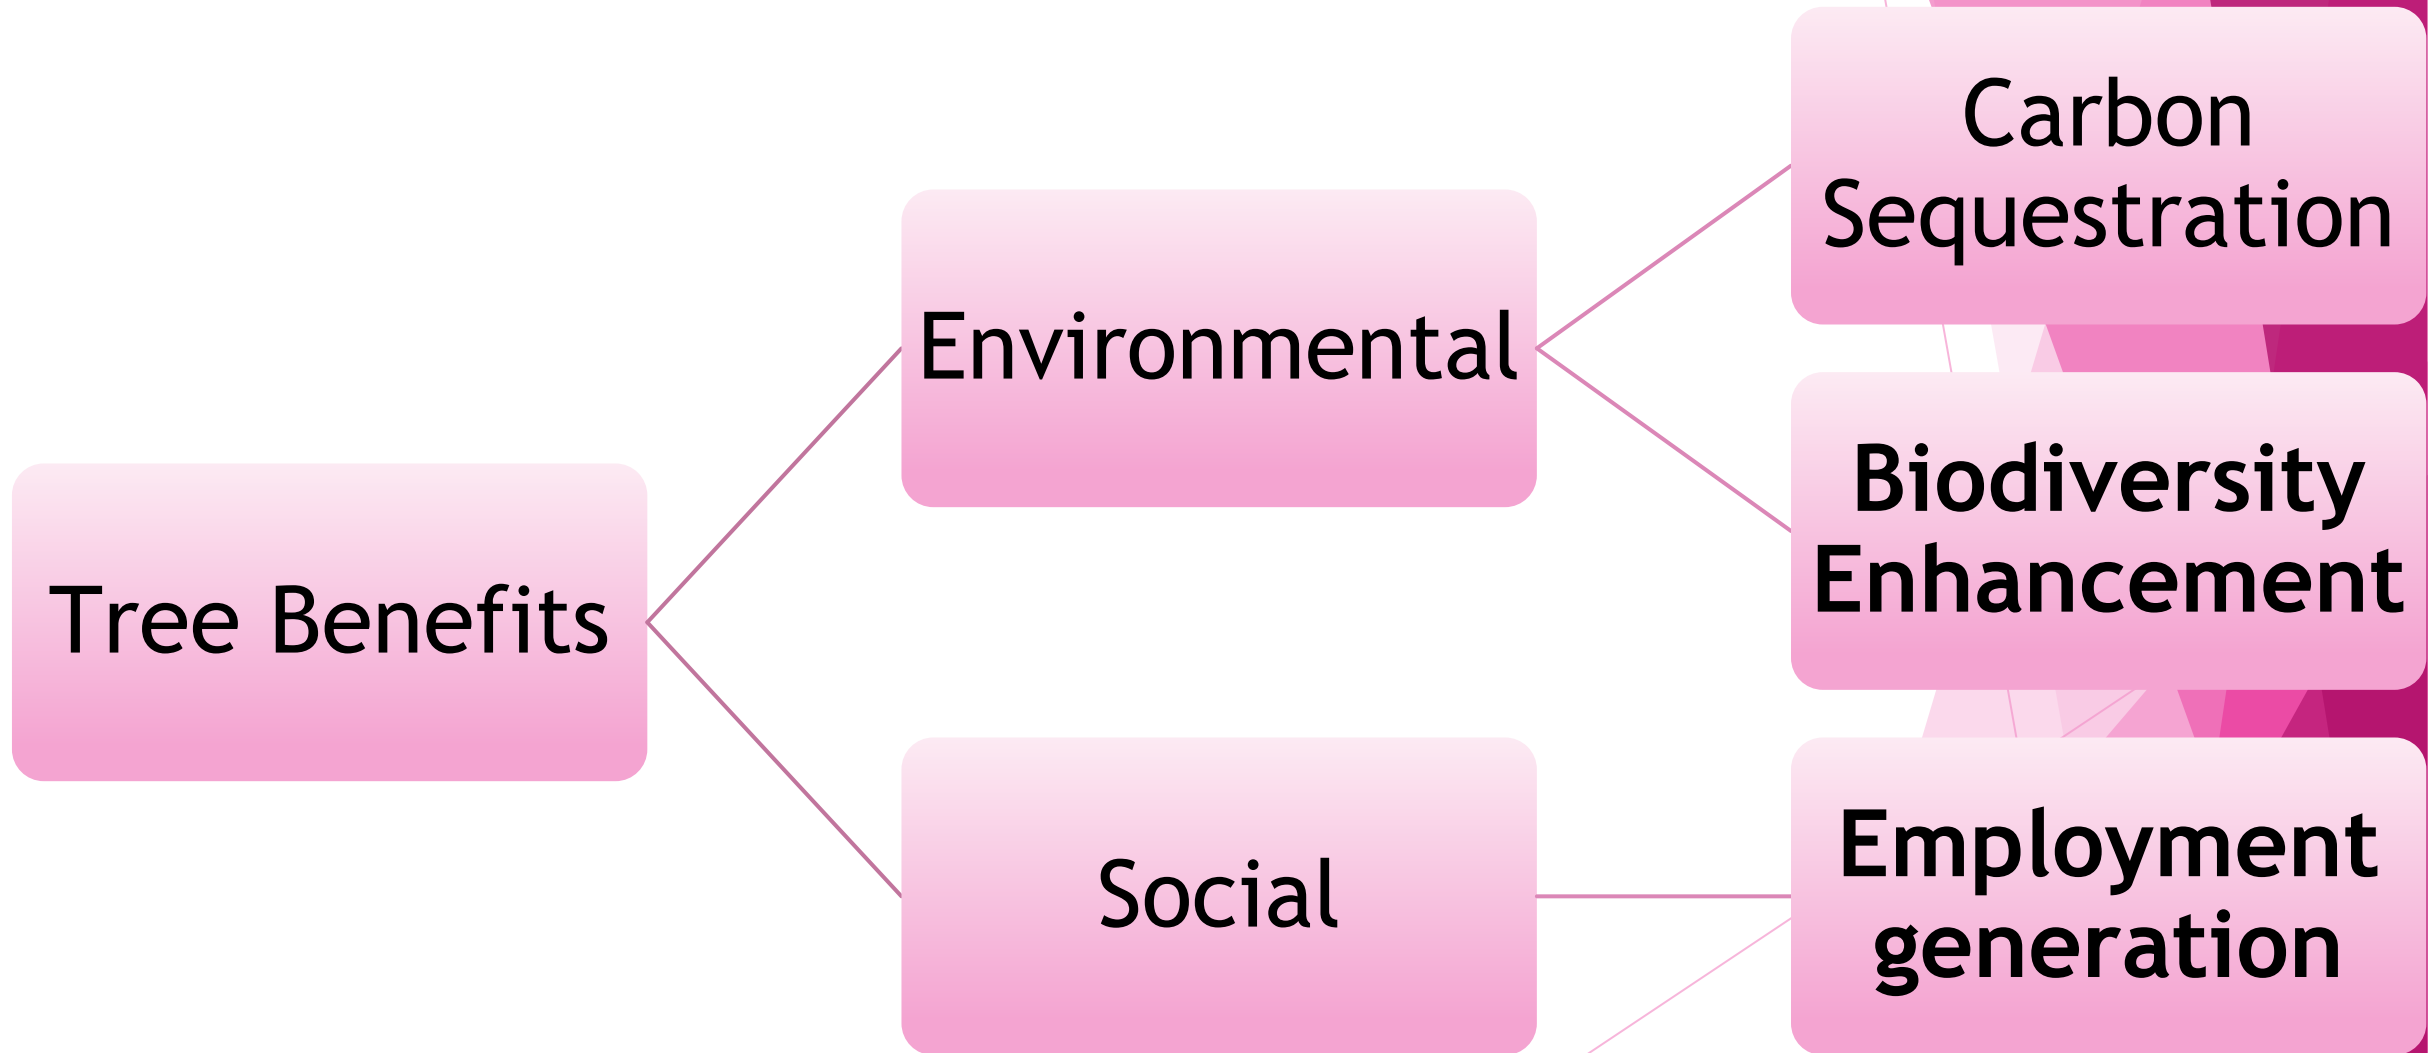 Tree Benefits
Environmental
Carbon
Sequestration
Biodiversity
Enhancement
Social
Employment
generation